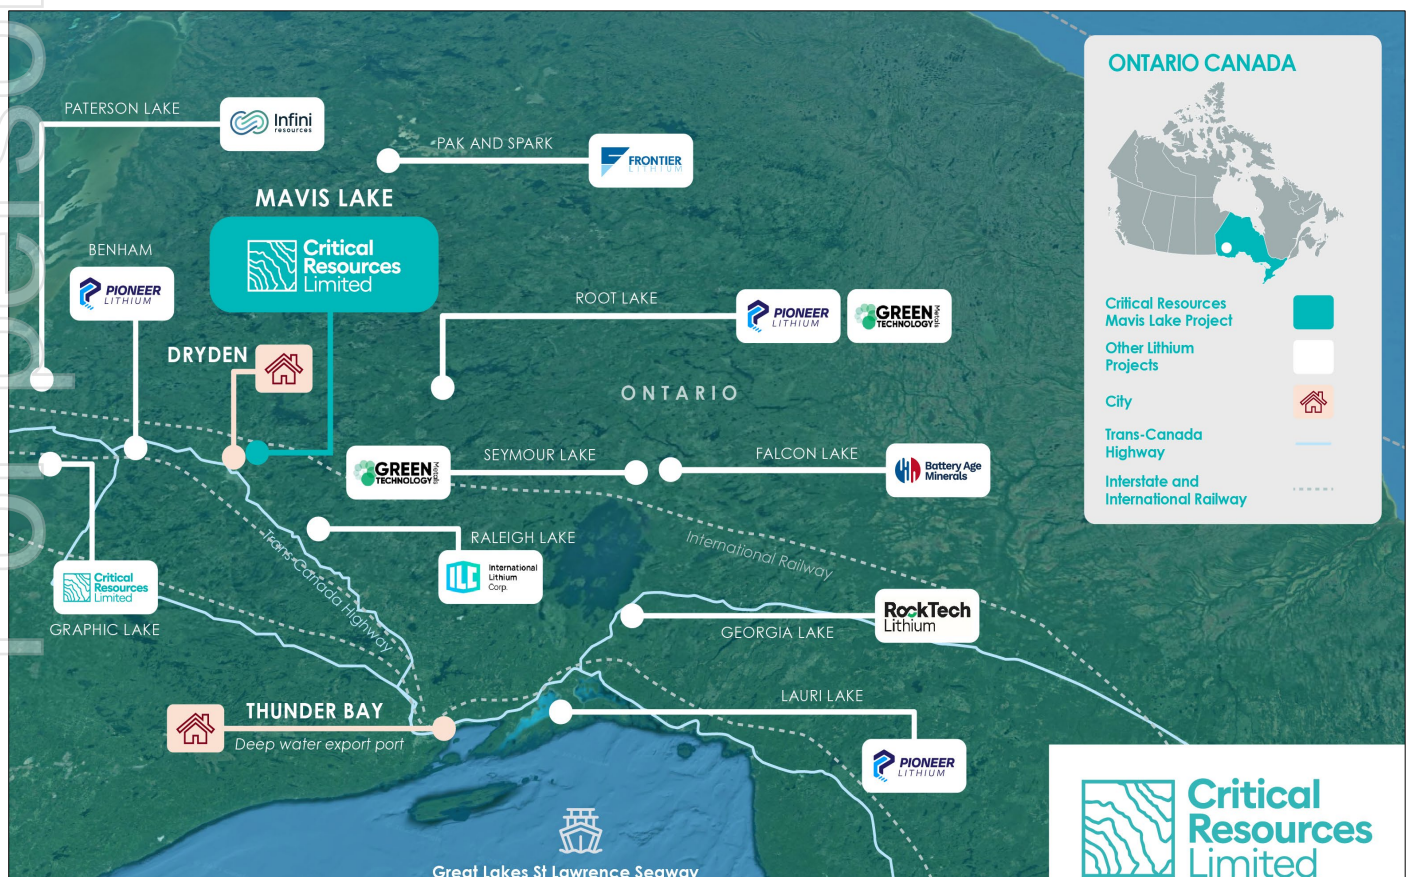 PATERSON LAKE
Infini
resources
PAK AND SPARK
FRONTIER
LITHIUM
MAVIS LAKE
Critical
Resources
Limited
BENHAM
PIONEER
LITHIUM
ROOT LAKE
PIONEER
LITHIUM
GREEN
TECHNOLOGY
Metals
DRYDEN
ONTARIO
GREEN
TECHNOLOGY
Metals
SEYMOUR LAKE
FALCON LAKE
Battery Age
Minerals
RALEIGH LAKE
ILC
International
Lithium
Corp.
Trans-Canada Highway
International Railway
Critical
Resources
Limited
GRAPHIC LAKE
RockTech
Lithium
GEORGIA LAKE
LAURI LAKE
PIONEER
LITHIUM
THUNDER BAY
Deep water export port
Great Lakes St Lawrence Seaway
ONTARIO CANADA
Critical Resources
Mavis Lake Project
Other Lithium
Projects
City
Trans-Canada
Highway
Interstate and
International Railway
Critical
Resources
Limited